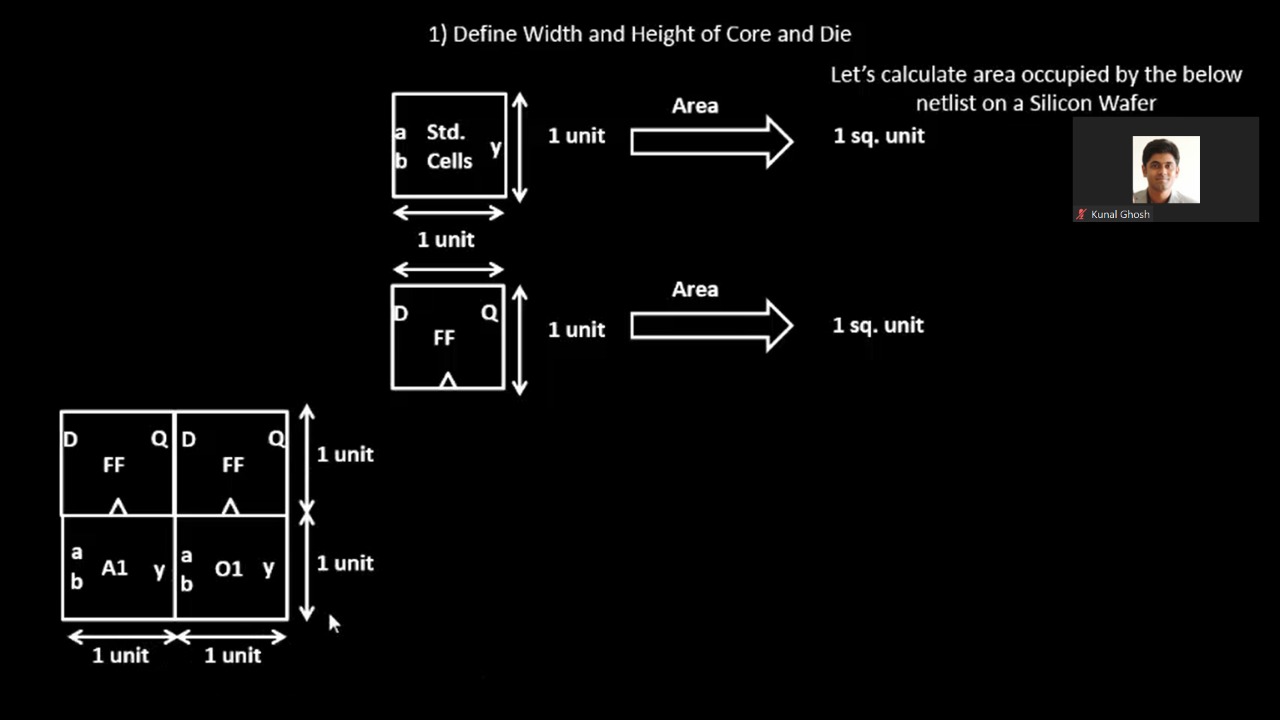 1) Define Width and Height of Core and Die
Let's calculate area occupied by the below
netlist on a Silicon Wafer
a Std. y
b Cells
1 unit
Area
1 sq. unit
1 unit
Kunal Ghosh
D Q
FF
1 unit
Area
1 sq. unit
D Q D Q
FF FF
1 unit
a A1 y a O1 y
b b
1 unit
1 unit 1 unit